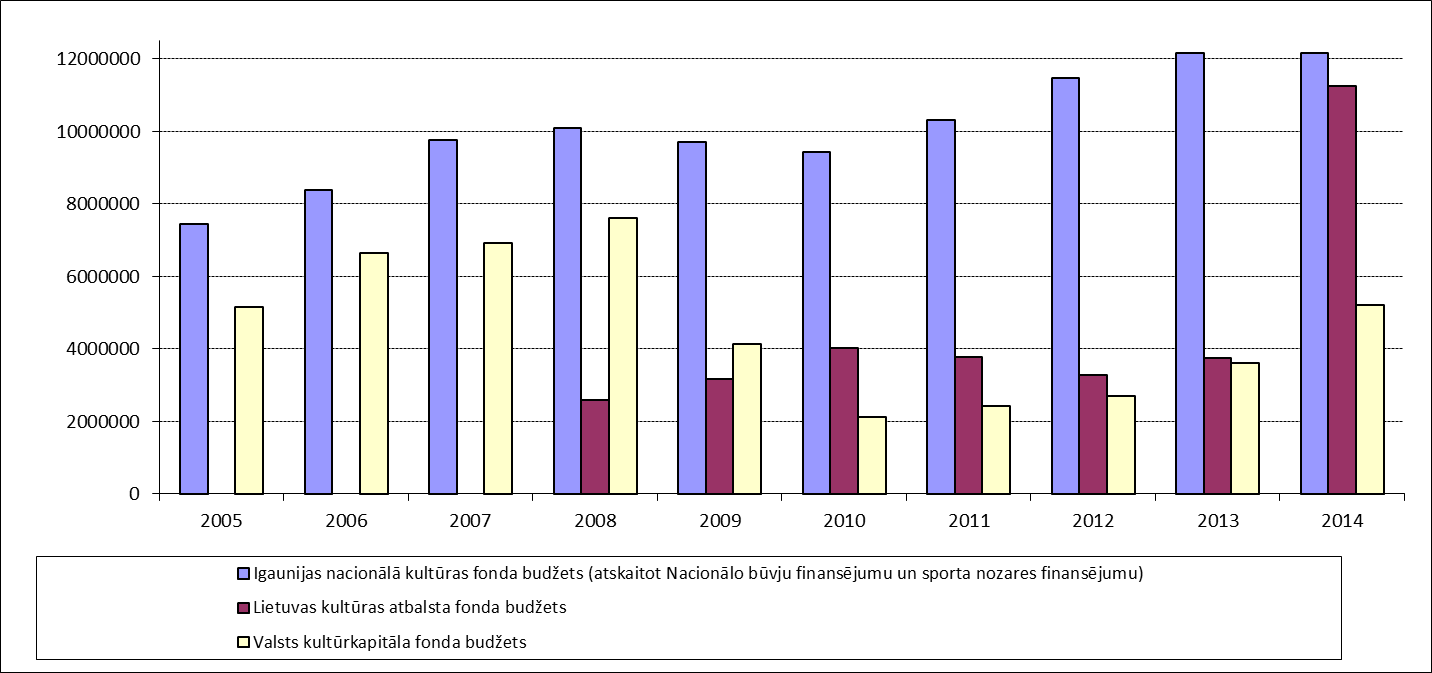 12000000
10000000
8000000
6000000
4000000
2000000
0
2005 2006 2007 2008 2009 2010 2011 2012 2013 2014
Igaunijas nacionālā kultūras fonda budžets (atskaitot Nacionālo būvju finansējumu un sporta nozares finansējumu)
Lietuvas kultūras atbalsta fonda budžets
Valsts kultūrkapitāla fonda budžets